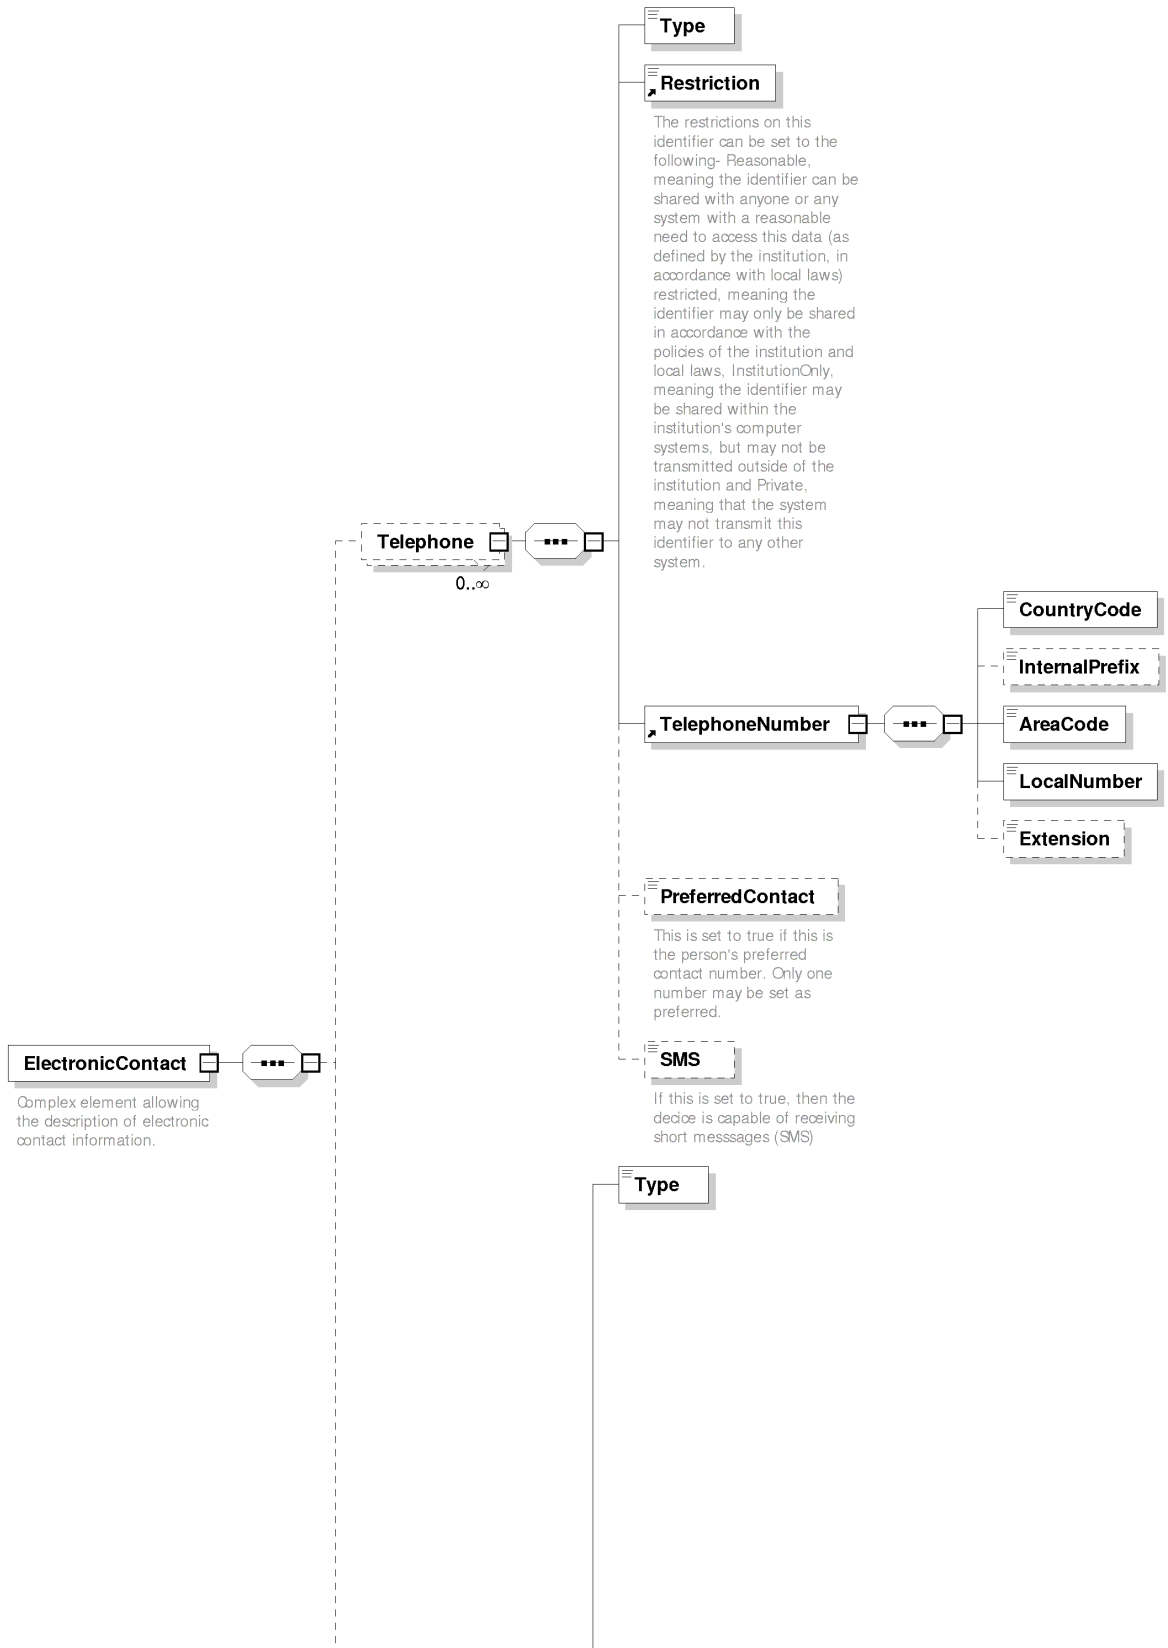 Type
Restriction
The restrictions on this
identifier can be set to the
following- Reasonable,
meaning the identifier can be
shared with anyone or any
system with a reasonable
need to access this data (as
defined by the institution, in
accordance with local laws)
restricted, meaning the
identifier may only be shared
in accordance with the
policies of the institution and
local laws, InstitutionOnly,
meaning the identifier may
be shared within the
institution's computer
systems, but may not be
transmitted outside of the
institution and Private,
meaning that the system
may not transmit this
identifier to any other
system.
Telephone
0..∞
CountryCode
InternalPrefix
TelephoneNumber
AreaCode
LocalNumber
Extension
PreferredContact
This is set to true if this is
the person's preferred
contact number. Only one
number may be set as
preferred.
ElectronicContact
Complex element allowing
the description of electronic
contact information.
SMS
If this is set to true, then the
decice is capable of receiving
short messsages (SMS)
Type